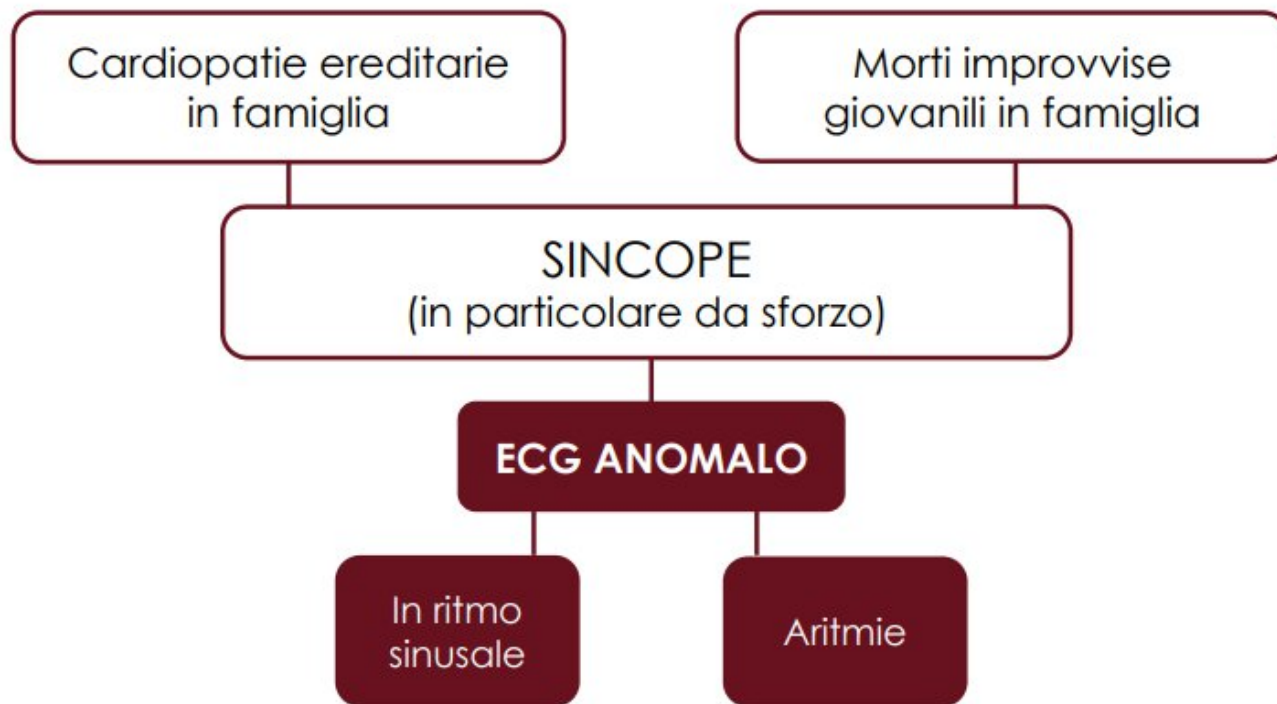 Cardiopatie ereditarie
in famiglia
Morti improvvise
giovanili in famiglia
SINCOPE
(in particolare da sforzo)
ECG ANOMALO
In ritmo
sinusale
Aritmie